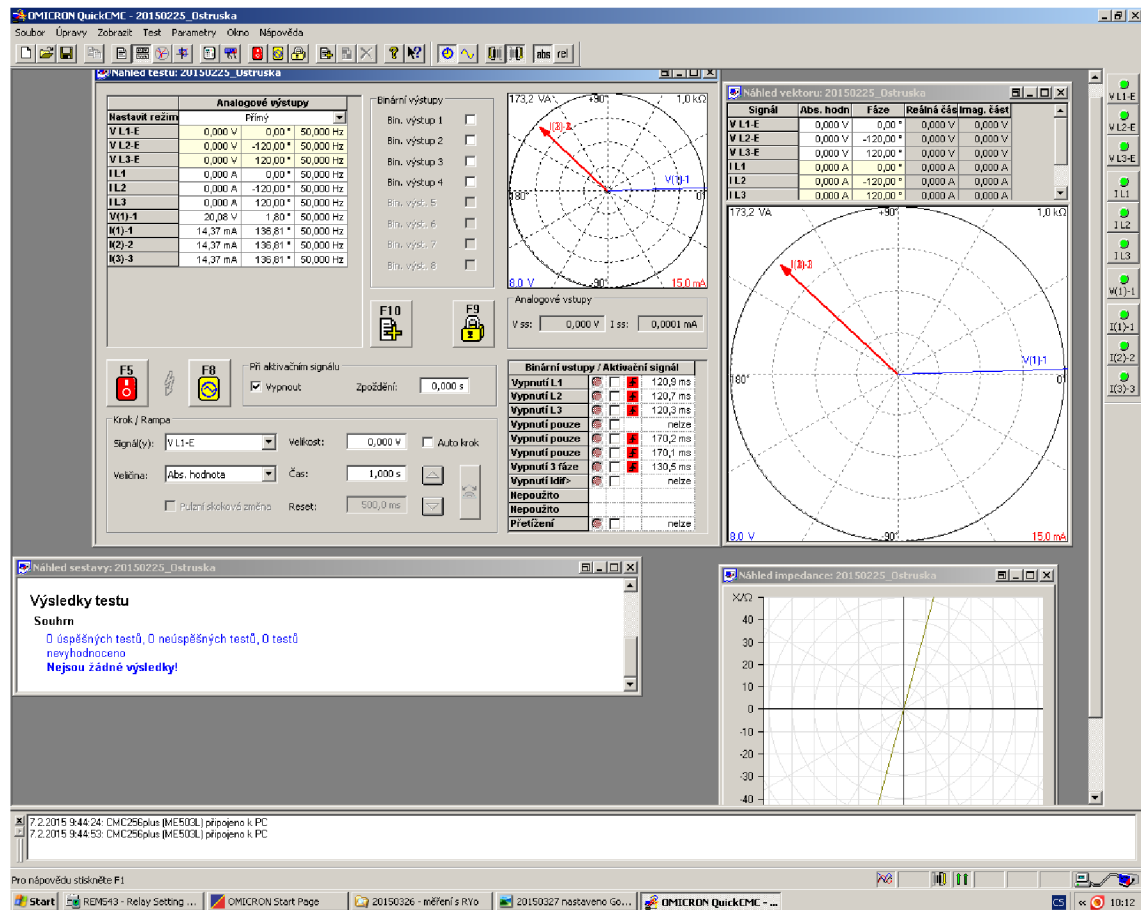 OMICRON QuickCMC - 20150225_Ostruska
Soubor Úpravy Zobrazit Test Parametry Okno Nápověda
abs rel
Náhled testu: 20150225_Ostruska
Analogové výstupy
Nastavit režim Přímý
V L1-E 0,000 V 0,00 ° 50,000 Hz
V L2-E 0,000 V -120,00 ° 50,000 Hz
V L3-E 0,000 V 120,00 ° 50,000 Hz
I L1 0,000 A 0,00 ° 50,000 Hz
I L2 0,000 A -120,00 ° 50,000 Hz
I L3 0,000 A 120,00 ° 50,000 Hz
V(1)-1 20,08 V 1,80 ° 50,000 Hz
I(1)-1 14,37 mA 136,81 ° 50,000 Hz
I(2)-2 14,37 mA 136,81 ° 50,000 Hz
I(3)-3 14,37 mA 136,81 ° 50,000 Hz
Binární výstupy
Bin. výstup 1
Bin. výstup 2
Bin. výstup 3
Bin. výstup 4
Bin. výst. 5
Bin. výst. 6
Bin. výst. 7
Bin. výst. 8
F10
F9
173,2 VA +90° 1,0 kΩ
V(1)-1
180° 0°
8,0 V -90° 15,0 mA
Analogové vstupy
V ss: 0,000 V I ss: 0,0001 mA
F5
F8
Při aktivačním signálu
Vypnout Zpoždění: 0,000 s
Krok / Rampa
Signál(y): V L1-E Velikost: 0,000 V Auto krok
Veličina: Abs. hodnota Čas: 1,000 s
Pulzní skoková změna Reset: 500,0 ms
Binární vstupy / Aktivační signál
Vypnutí L1 120,9 ms
Vypnutí L2 120,7 ms
Vypnutí L3 120,3 ms
Vypnutí pouze nelze
Vypnutí pouze 170,2 ms
Vypnutí pouze 170,1 ms
Vypnutí 3 fáze 130,5 ms
Vypnutí Idif> nelze
Nepoužito
Nepoužito
Přetížení nelze
Náhled vektoru: 20150225_Ostruska
Signál Abs. hodn Fáze Reálná čás Imag. část
V L1-E 0,000 V 0,00 ° 0,000 V 0,000 V
V L2-E 0,000 V -120,00 ° 0,000 V 0,000 V
V L3-E 0,000 V 120,00 ° 0,000 V 0,000 V
I L1 0,000 A 0,00 ° 0,000 A 0,000 A
I L2 0,000 A -120,00 ° 0,000 A 0,000 A
I L3 0,000 A 120,00 ° 0,000 A 0,000 A
173,2 VA +90° 1,0 kΩ
V(1)-1
180° 0°
8,0 V -90° 15,0 mA
V L1-E
V L2-E
V L3-E
I L1
I L2
I L3
V(1)-1
I(1)-1
I(2)-2
I(3)-3
Náhled sestavy: 20150225_Ostruska
Výsledky testu
Souhrn
0 úspěšných testů, 0 neúspěšných testů, 0 testů
nevyhodnoceno
Nejsou žádné výsledky!
Náhled impedance: 20150225_Ostruska
X/Ω
40
30
20
10
0
-10
-20
-30
-40
7.2.2015 9:44:24: CMC256plus (ME503L) připojeno k PC
7.2.2015 9:44:53: CMC256plus (ME503L) připojeno k PC
Pro nápovědu stiskněte F1
Start REM543 - Relay Setting ... OMICRON Start Page 20150326 - měření s RYo 20150327 nastaveno Go... OMICRON QuickCMC - ... CS « 10:12